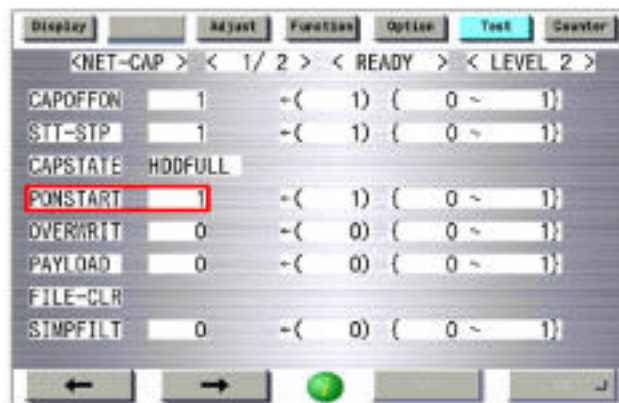 Display Adjust Function Option Test Counter
<NET-CAP > < 1/ 2 > < READY > < LEVEL 2 >
CAPOFFON 1 ←( 1) { 0 ~ 1}
STT-STP 1 ←( 1) { 0 ~ 1}
CAPSTATE HDDFULL
PONSTART 1 ←( 1) { 0 ~ 1}
OVERWRIT 0 ←( 0) { 0 ~ 1}
PAYLOAD 0 ←( 0) { 0 ~ 1}
FILE-CLR
SIMPFILT 0 ←( 0) { 0 ~ 1}
← →